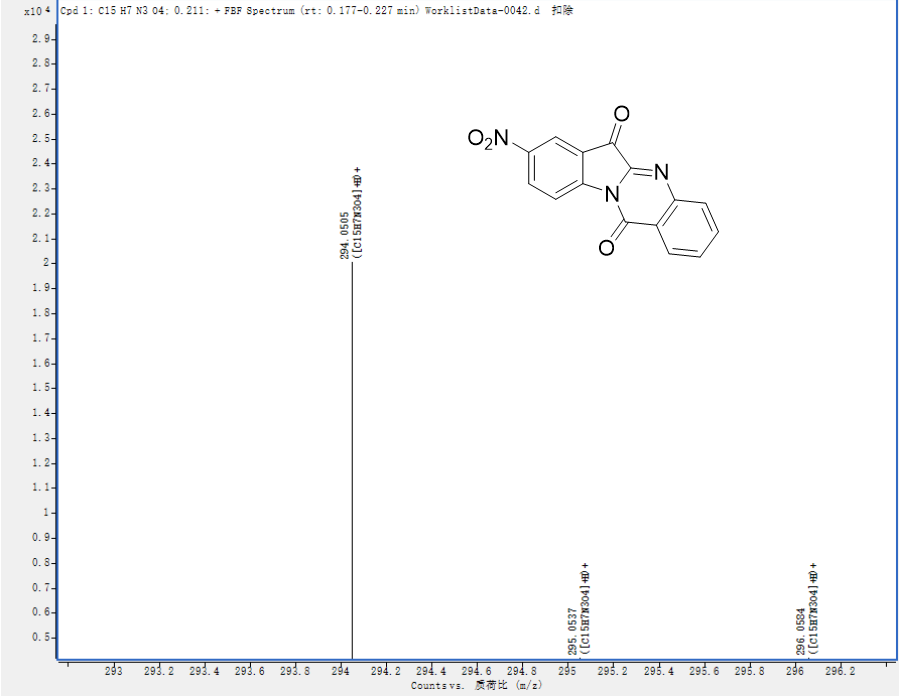 x10 4 Cpd 1: C15 H7 N3 O4: 0.211: + FBF Spectrum (rt: 0.177-0.227 min) WorklistData-0042.d 扣除
2.9
2.8
2.7
2.6
2.5
2.4
2.3
2.2
2.1
2
1.9
1.8
1.7
1.6
1.5
1.4
1.3
1.2
1.1
1
0.9
0.8
0.7
0.6
0.5
O
O2N
N
N
O
294.0505
([C15H7N3O4]+H)+
295.0537
([C15H7N3O4]+H)+
296.0584
([C15H7N3O4]+H)+
293 293.2 293.4 293.6 293.8 294 294.2 294.4 294.6 294.8 295 295.2 295.4 295.6 295.8 296 296.2
Counts vs. 质荷比 (m/z)